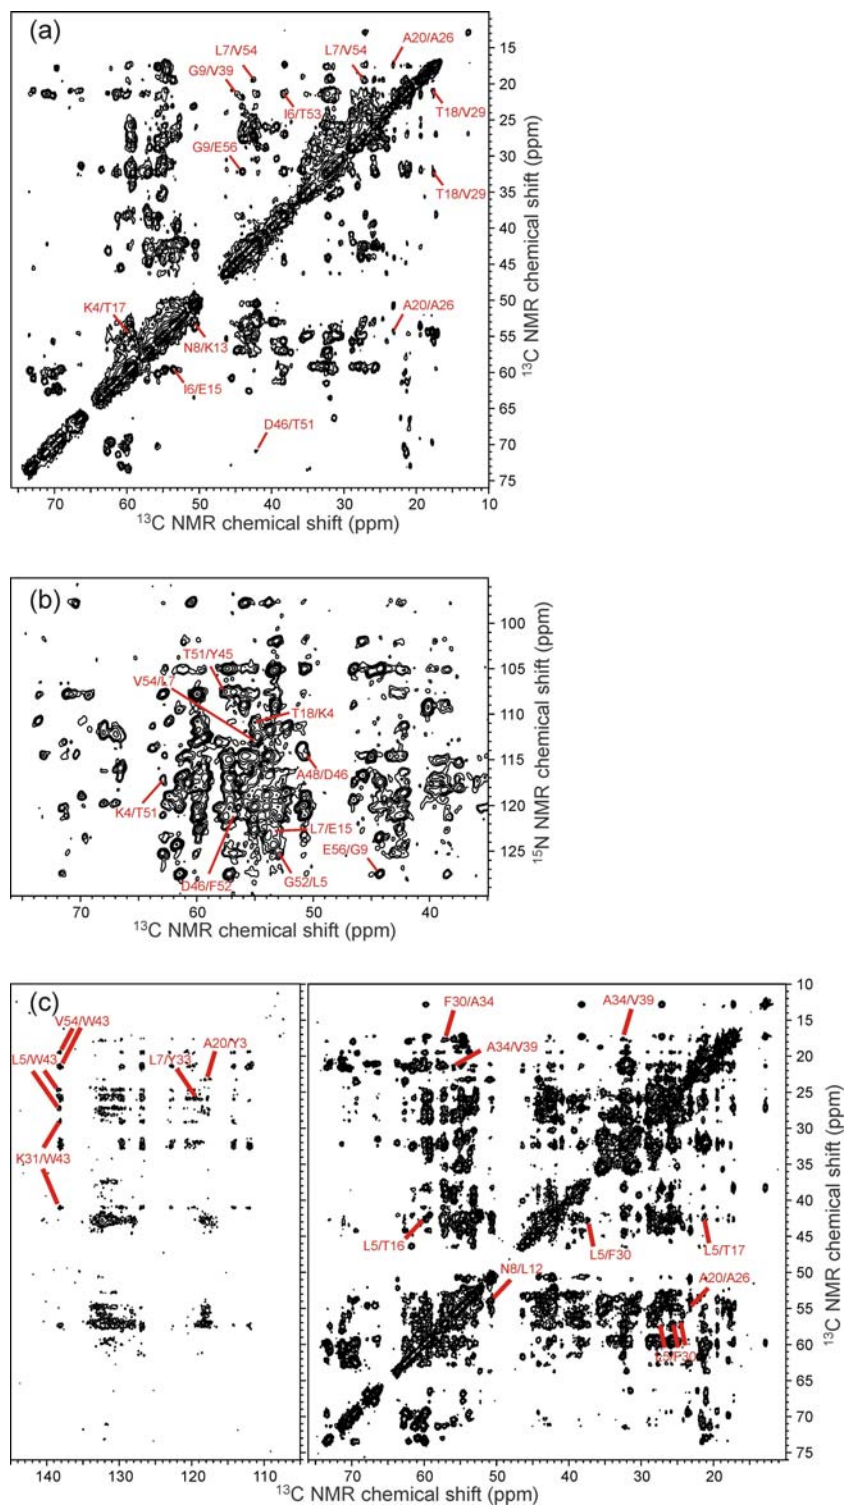 (a)
L7/V54
L7/V54
A20/A26
G9/V39
I6/T53
T18/V29
G9/E56
T18/V29
K4/T17
N8/K13
A20/A26
I6/E15
D46/T51
15
20
25
30
35
40
45
50
55
60
65
70
75
13C NMR chemical shift (ppm)
70 60 50 40 30 20 10
13C NMR chemical shift (ppm)
(b)
T51/Y45
V54/L7
T18/K4
A48/D46
K4/T51
L7/E15
E56/G9
D46/F52
G52/L5
100
105
110
115
120
125
15N NMR chemical shift (ppm)
70 60 50 40
13C NMR chemical shift (ppm)
(c)
V54/W43
A20/Y3
L5/W43
L7/Y33
K31/W43
F30/A34
A34/V39
A34/V39
L5/T16
L5/F30
L5/T17
N8/L12
A20/A26
L5/F30
10
15
20
25
30
35
40
45
50
55
60
65
70
75
13C NMR chemical shift (ppm)
140 130 120 110
70 60 50 40 30 20
13C NMR chemical shift (ppm)